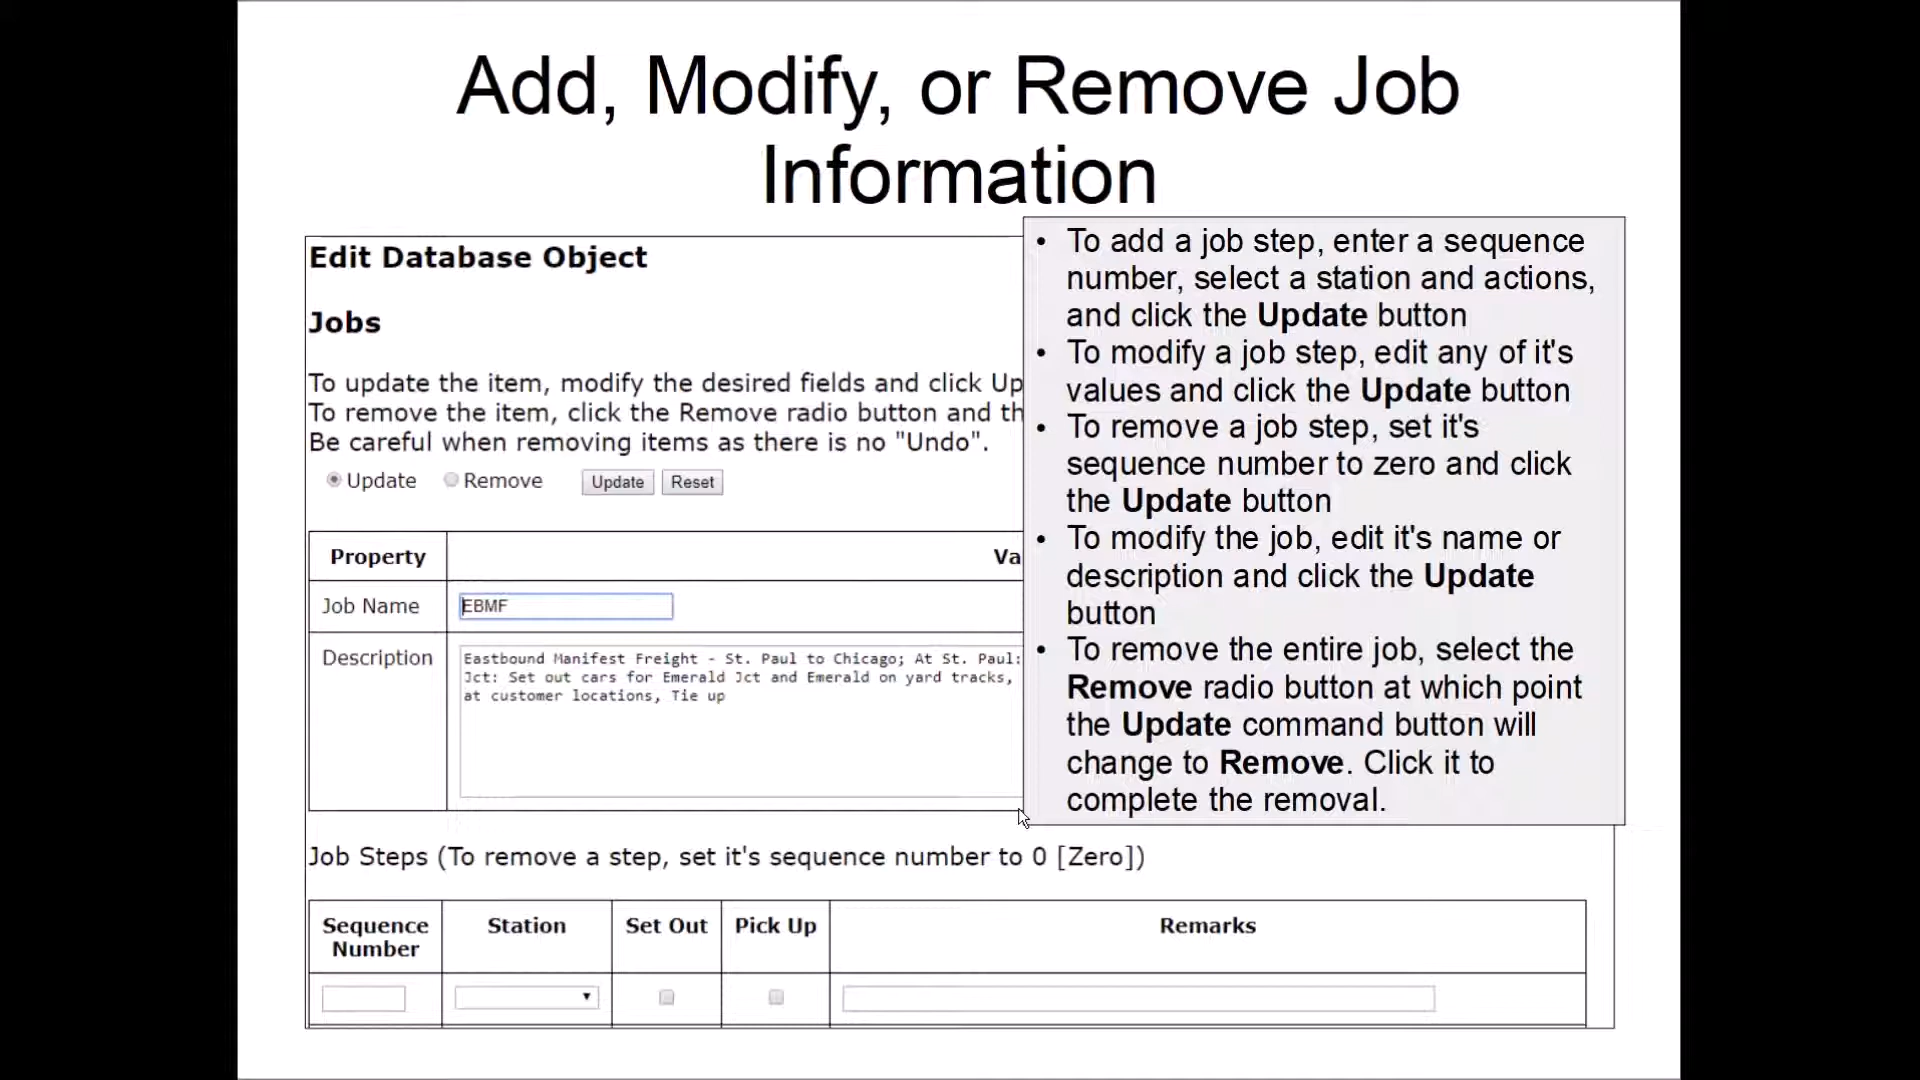 Add, Modify, or Remove Job
Information
Edit Database Object
Jobs
To update the item, modify the desired fields and click Up
To remove the item, click the Remove radio button and th
Be careful when removing items as there is no "Undo".
Update Remove Update Reset
Property Va
Job Name EBMF
Description Eastbound Manifest Freight - St. Paul to Chicago; At St. Paul:
Jct: Set out cars for Emerald Jct and Emerald on yard tracks,
at customer locations, Tie up
• To add a job step, enter a sequence
number, select a station and actions,
and click the Update button
• To modify a job step, edit any of it's
values and click the Update button
• To remove a job step, set it's
sequence number to zero and click
the Update button
• To modify the job, edit it's name or
description and click the Update
button
• To remove the entire job, select the
Remove radio button at which point
the Update command button will
change to Remove. Click it to
complete the removal.
Job Steps (To remove a step, set it's sequence number to 0 [Zero])
Sequence Station Set Out Pick Up Remarks
Number